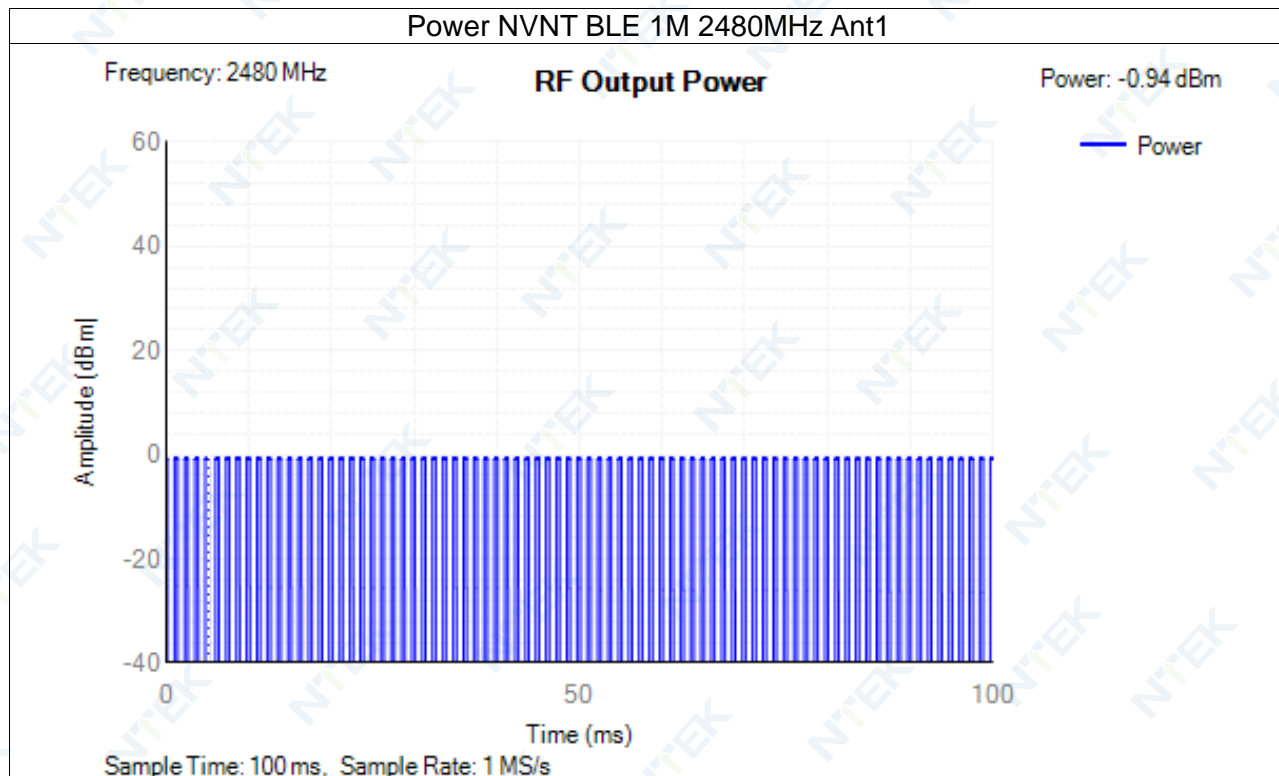 Power NVNT BLE 1M 2480MHz Ant1
Frequency: 2480 MHz
RF Output Power
Power: -0.94 dBm
Power
60
40
20
0
-20
-40
Amplitude (dBm)
0 50 100
Time (ms)
Sample Time: 100 ms, Sample Rate: 1 MS/s